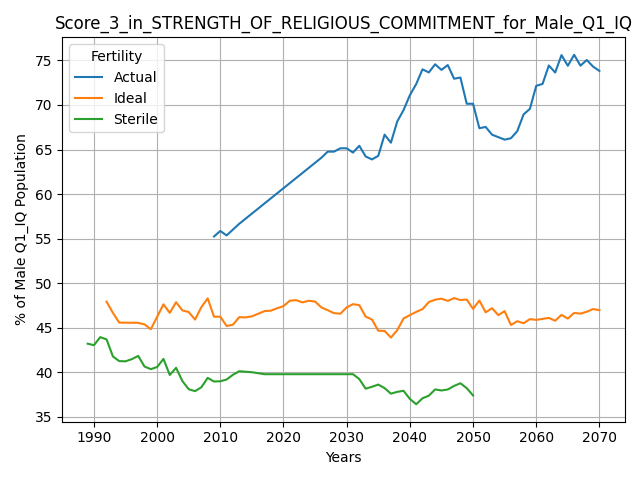 Score_3_in_STRENGTH_OF_RELIGIOUS_COMMITMENT_for_Male_Q1_IQ
% of Male Q1_IQ Population
75
70
65
60
55
50
45
40
35
Fertility
Actual
Ideal
Sterile
1990 2000 2010 2020 2030 2040 2050 2060 2070
Years